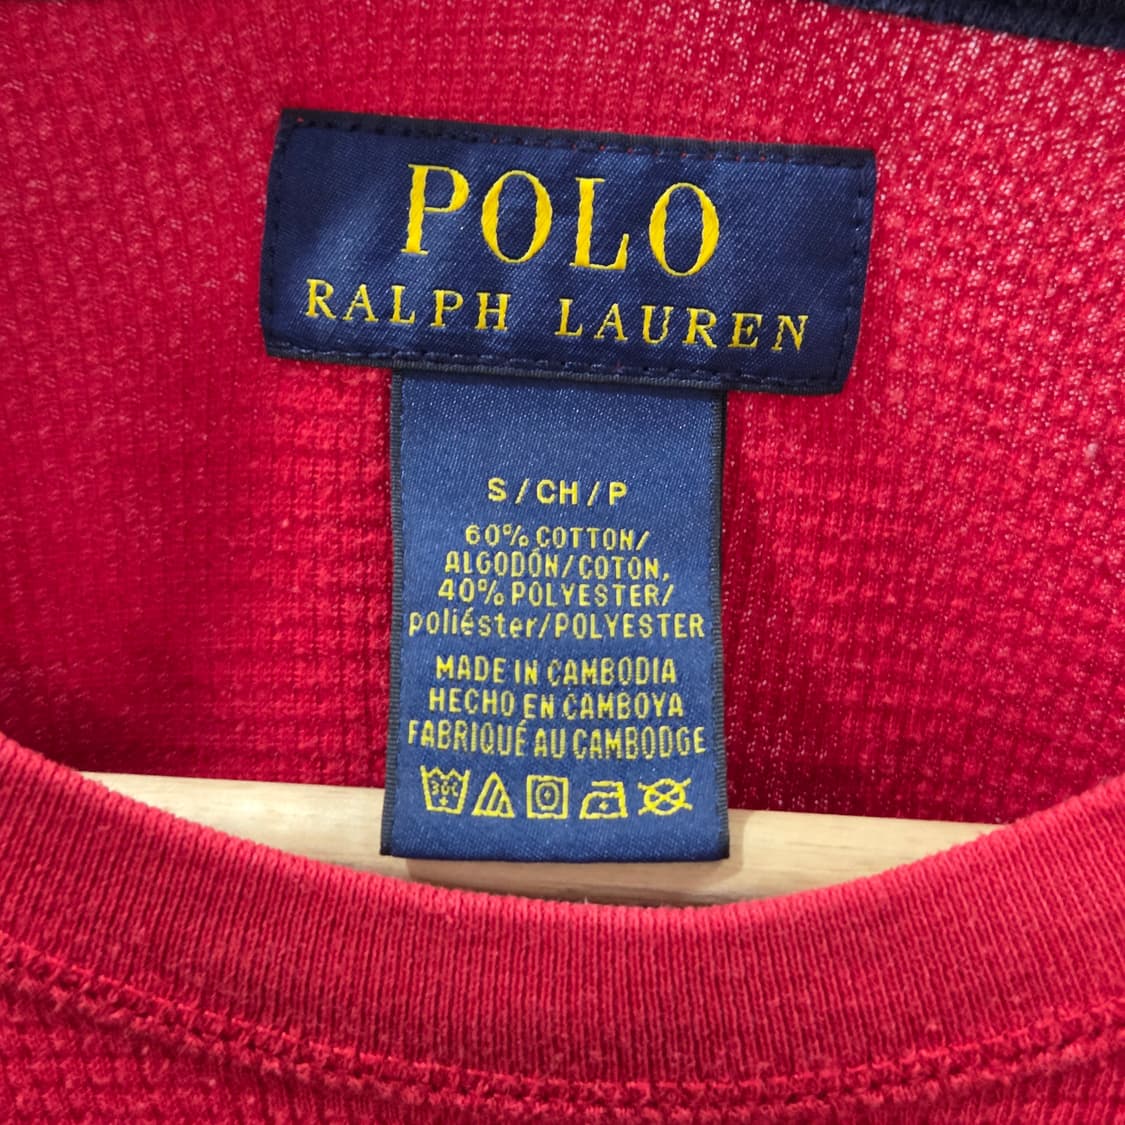 POLO
RALPH LAUREN
S/CH/P
60% COTTON/
ALGODÓN/COTON,
40% POLYESTER/
poliéster/POLYESTER
MADE IN CAMBODIA
HECHO EN CAMBOYA
FABRIQUÉ AU CAMBODGE
30C